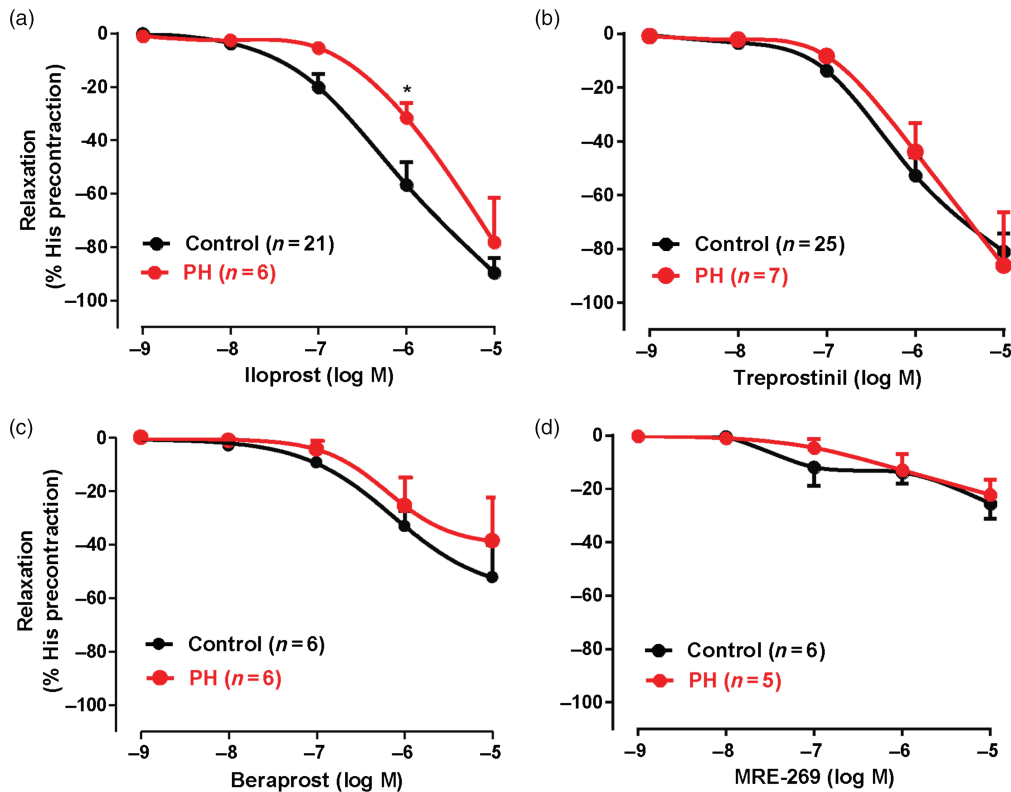 (a)
0
–20
–40
–60
–80
–100
Relaxation
(% His precontraction)
*
Control (n = 21)
PH (n = 6)
–9 –8 –7 –6 –5
Iloprost (log M)
(b)
0
–20
–40
–60
–80
–100
Control (n = 25)
PH (n = 7)
–9 –8 –7 –6 –5
Treprostinil (log M)
(c)
0
–20
–40
–60
–80
–100
Relaxation
(% His precontraction)
Control (n = 6)
PH (n = 6)
–9 –8 –7 –6 –5
Beraprost (log M)
(d)
0
–20
–40
–60
–80
–100
Control (n = 6)
PH (n = 5)
–9 –8 –7 –6 –5
MRE-269 (log M)